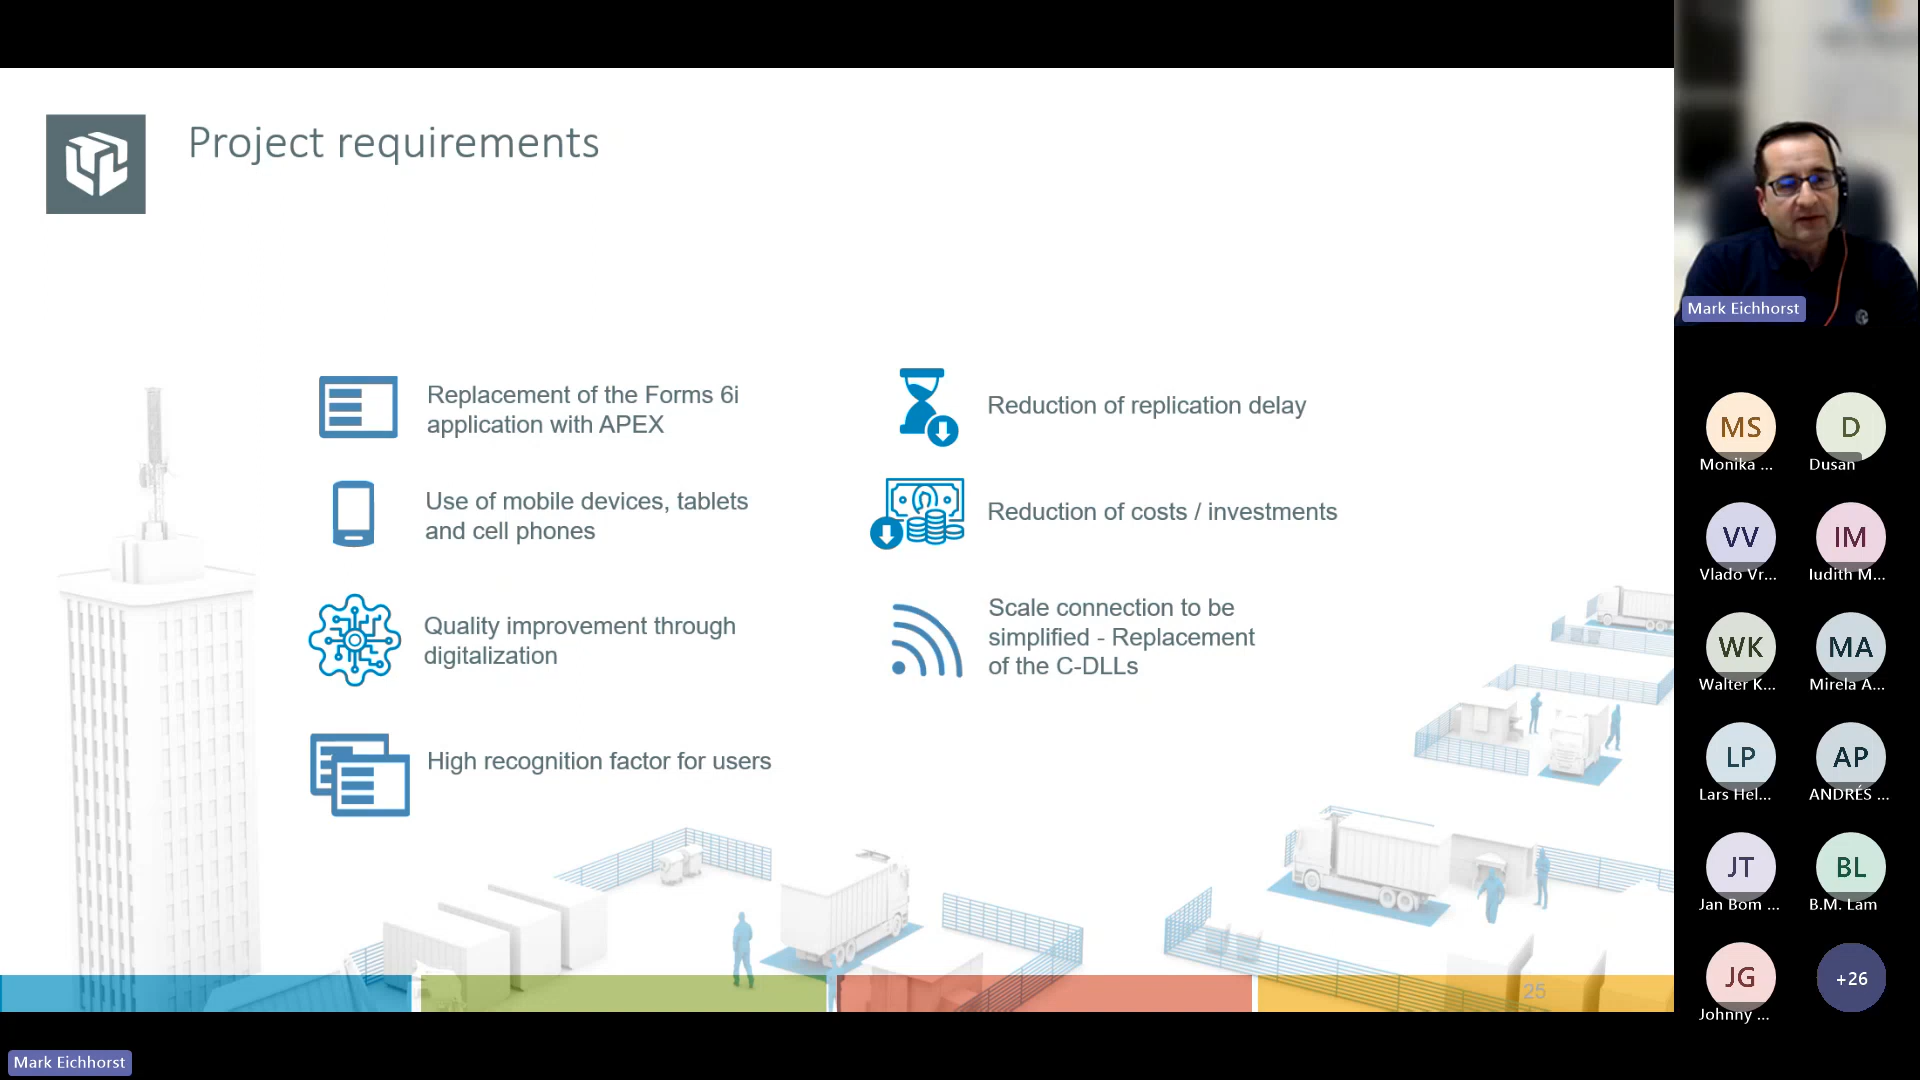 Project requirements
Replacement of the Forms 6i
application with APEX
Use of mobile devices, tablets
and cell phones
Quality improvement through
digitalization
High recognition factor for users
Reduction of replication delay
Reduction of costs / investments
Scale connection to be
simplified - Replacement
of the C-DLLs
25
Mark Eichhorst
MS
Monika ...
D
Dusan
VV
Vlado Vr...
IM
Iudith M...
WK
Walter K...
MA
Mirela A...
LP
Lars Hel...
AP
ANDRÉS ...
JT
Jan Bom ...
BL
B.M. Lam
JG
Johnny ...
+26
Mark Eichhorst